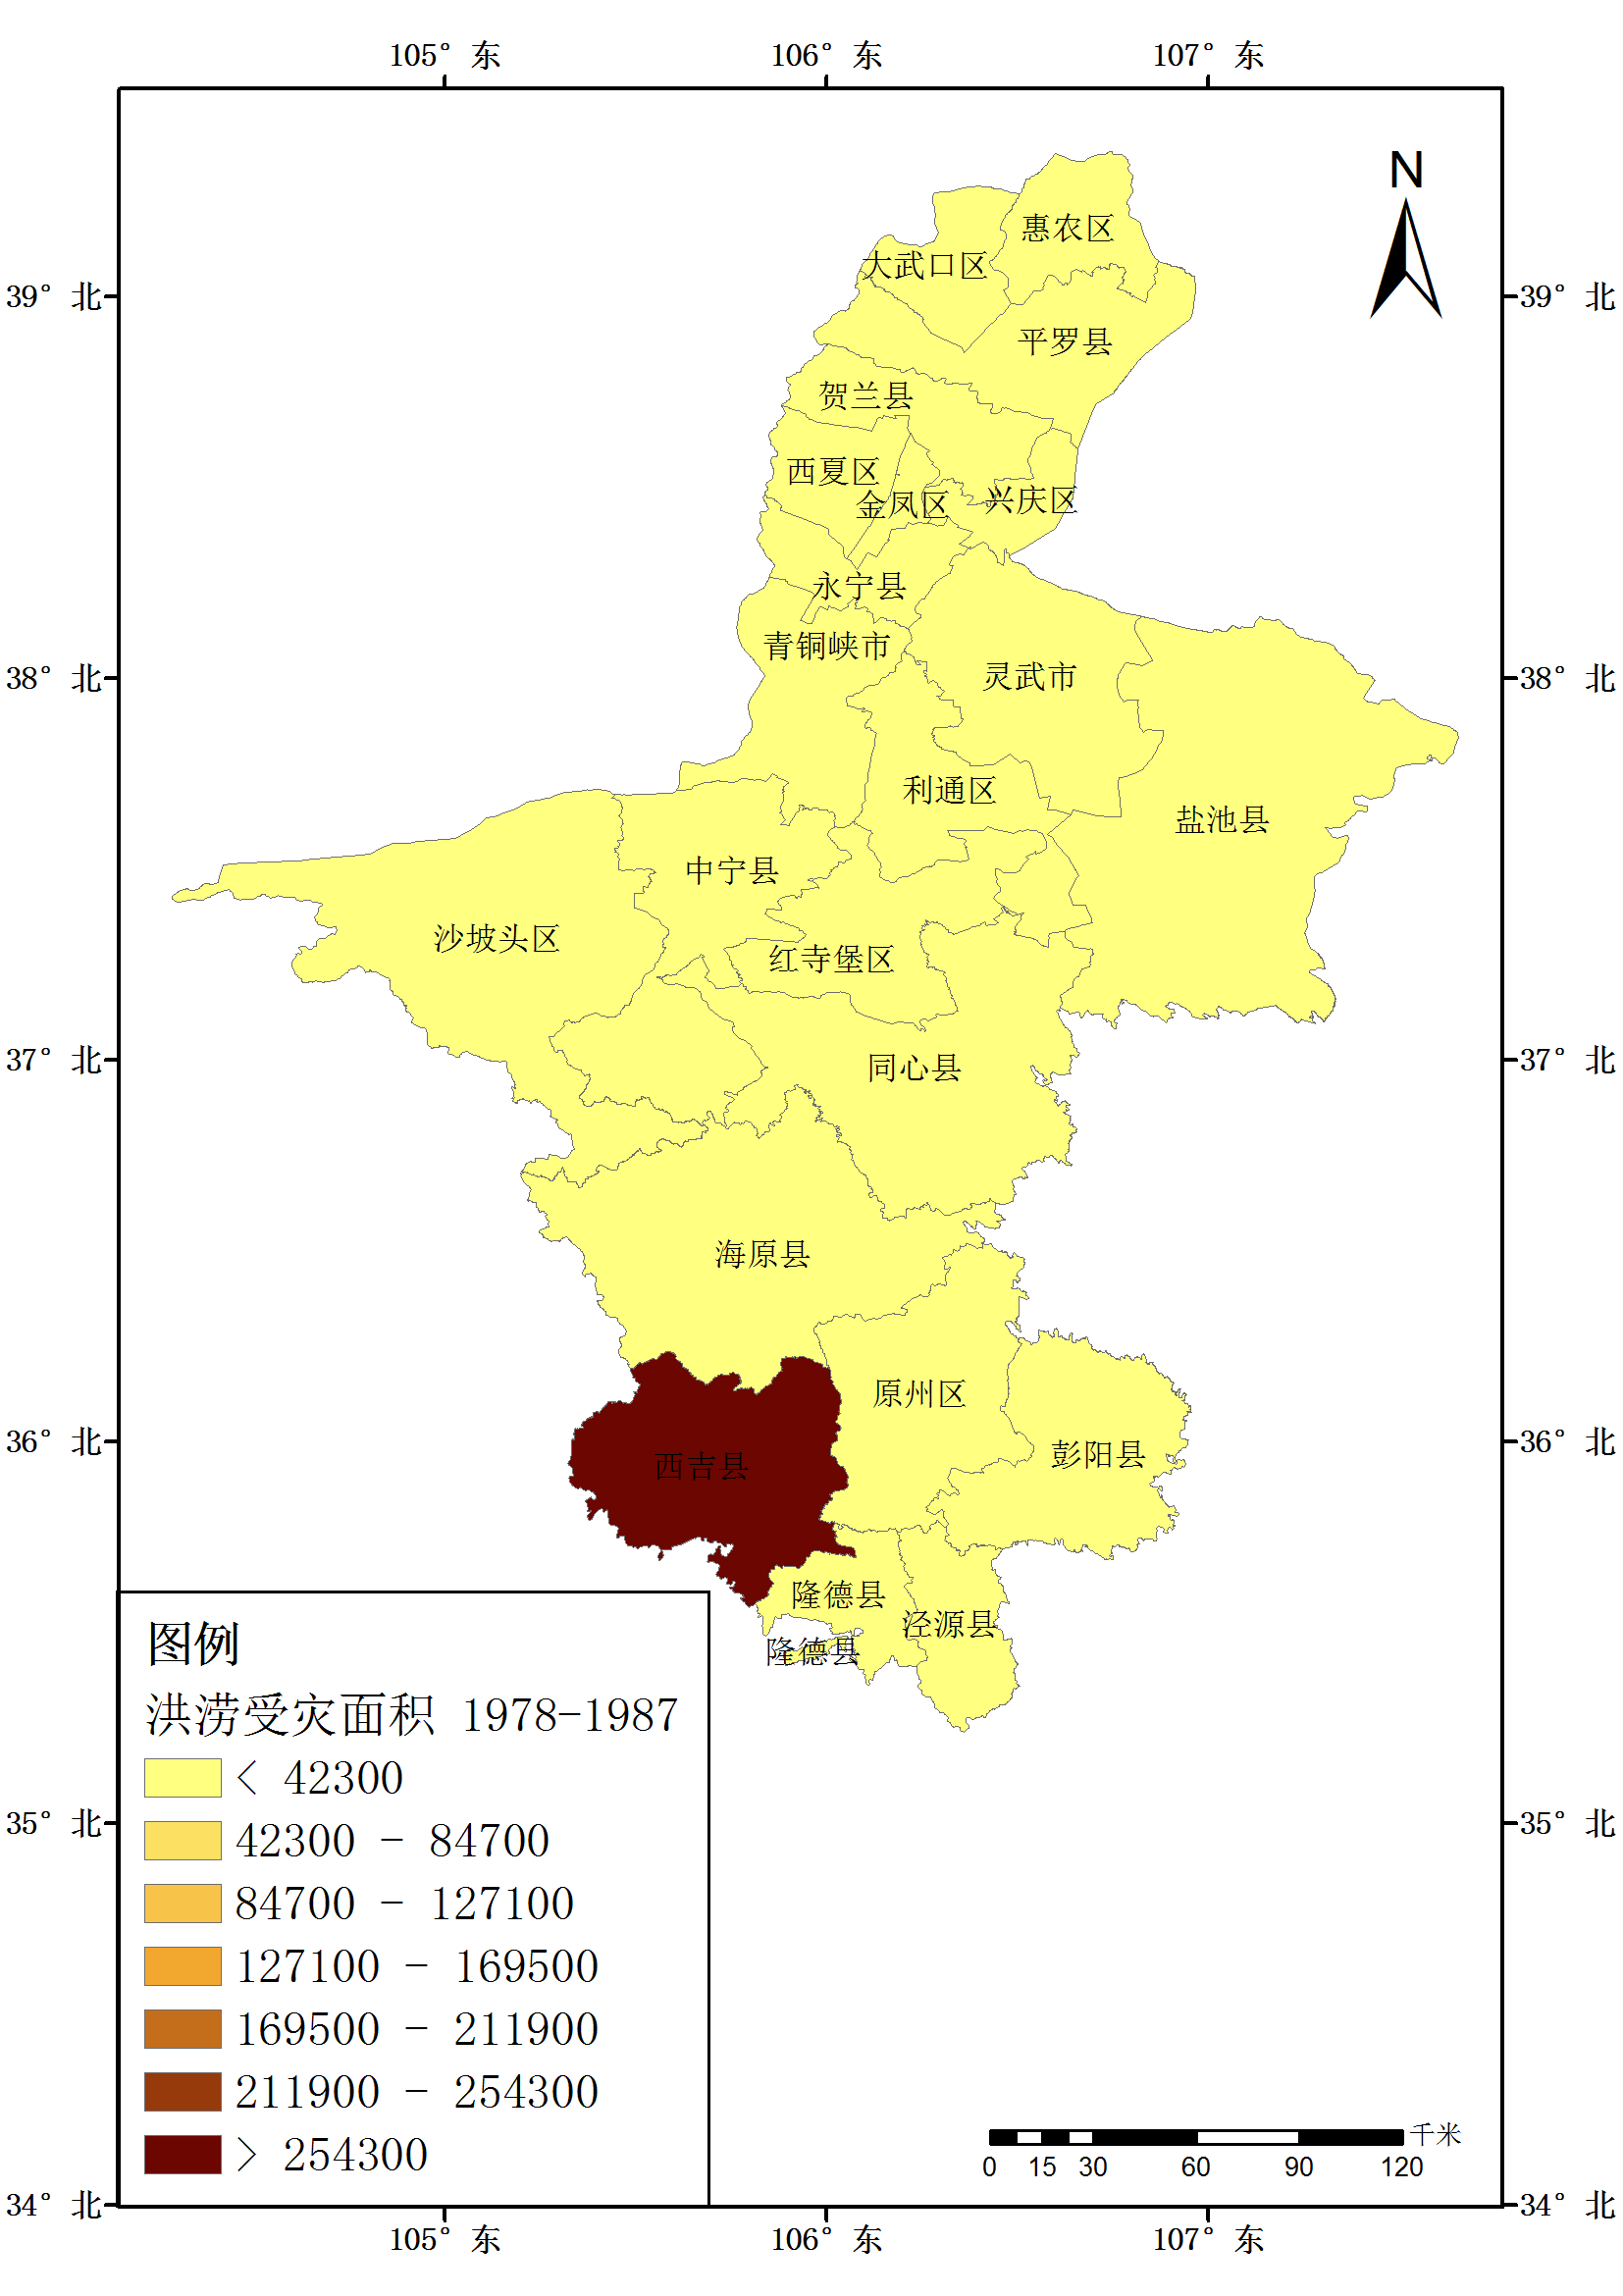 105° 东
106° 东
107° 东
N
惠农区
大武口区
39° 北
39° 北
平罗县
贺兰县
西夏区
金凤区
兴庆区
永宁县
青铜峡市
灵武市
38° 北
38° 北
利通区
盐池县
中宁县
沙坡头区
红寺堡区
37° 北
37° 北
同心县
海原县
原州区
36° 北
36° 北
彭阳县
西吉县
隆德县
泾源县
隆德县
图例
洪涝受灾面积 1978-1987
< 42300
42300 - 84700
84700 - 127100
127100 - 169500
169500 - 211900
211900 - 254300
> 254300
35° 北
35° 北
千米
0 15 30 60 90 120
34° 北
34° 北
105° 东
106° 东
107° 东